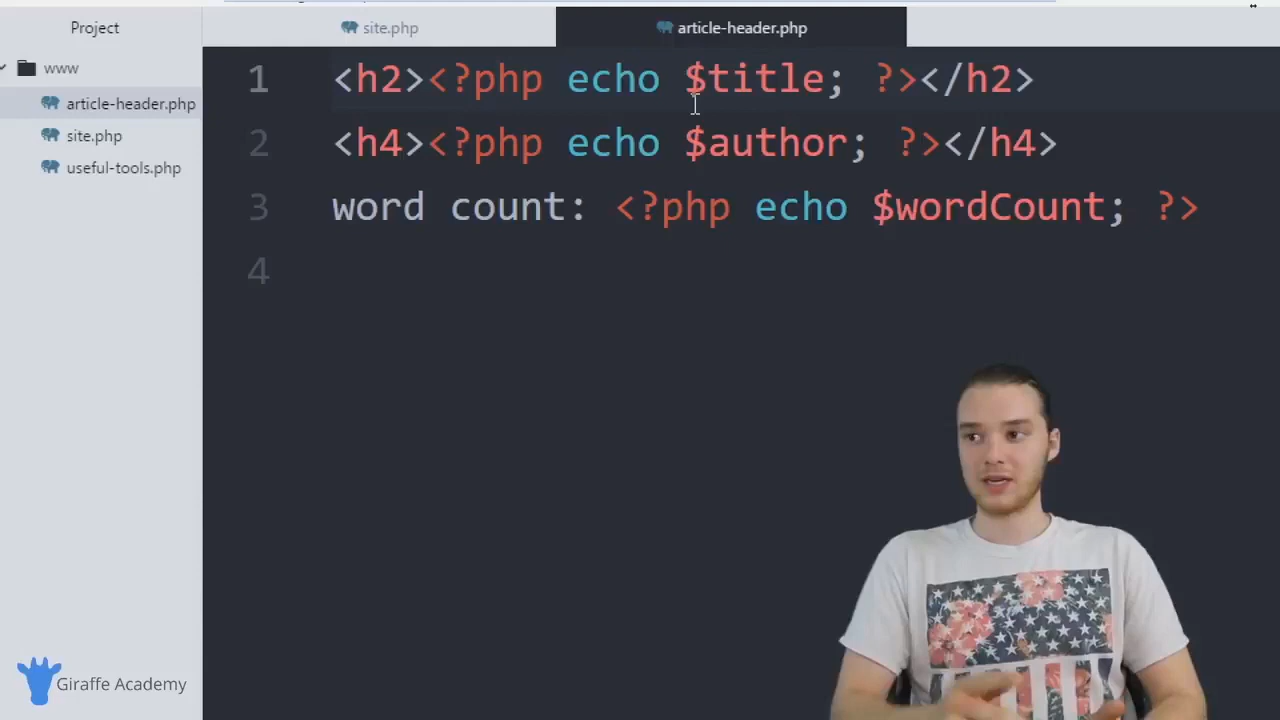 Project
site.php
article-header.php
www
article-header.php
site.php
useful-tools.php
1 <h2><?php echo $title; ?></h2>
2 <h4><?php echo $author; ?></h4>
3 word count: <?php echo $wordCount; ?>
4
Giraffe Academy